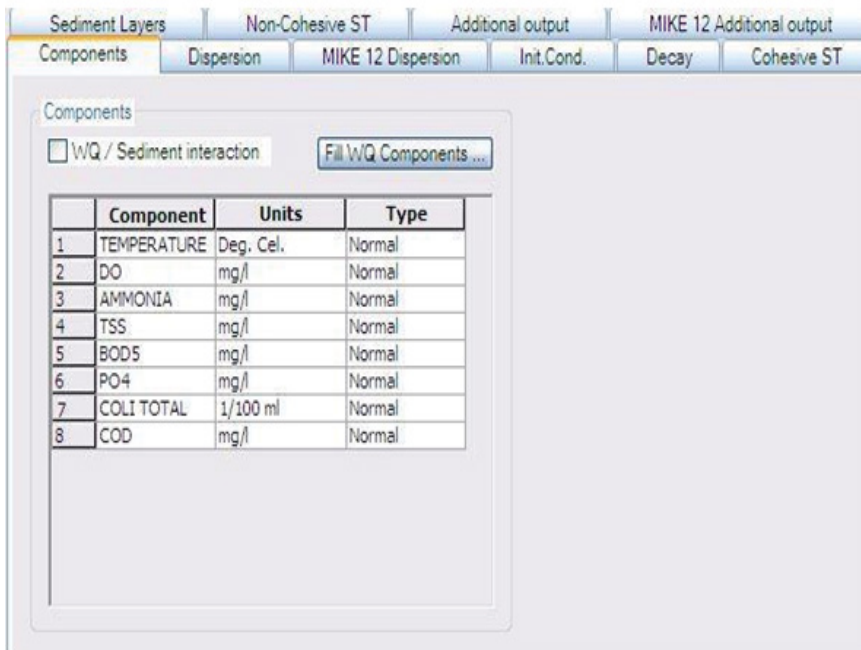 Sediment Layers Non-Cohesive ST Additional output MIKE 12 Additional output
Components Dispersion MIKE 12 Dispersion Init.Cond. Decay Cohesive ST
Components
WQ / Sediment interaction Fill WQ Components ...
Component Units Type
1 TEMPERATURE Deg. Cel. Normal
2 DO mg/l Normal
3 AMMONIA mg/l Normal
4 TSS mg/l Normal
5 BOD5 mg/l Normal
6 PO4 mg/l Normal
7 COLI TOTAL 1/100 ml Normal
8 COD mg/l Normal